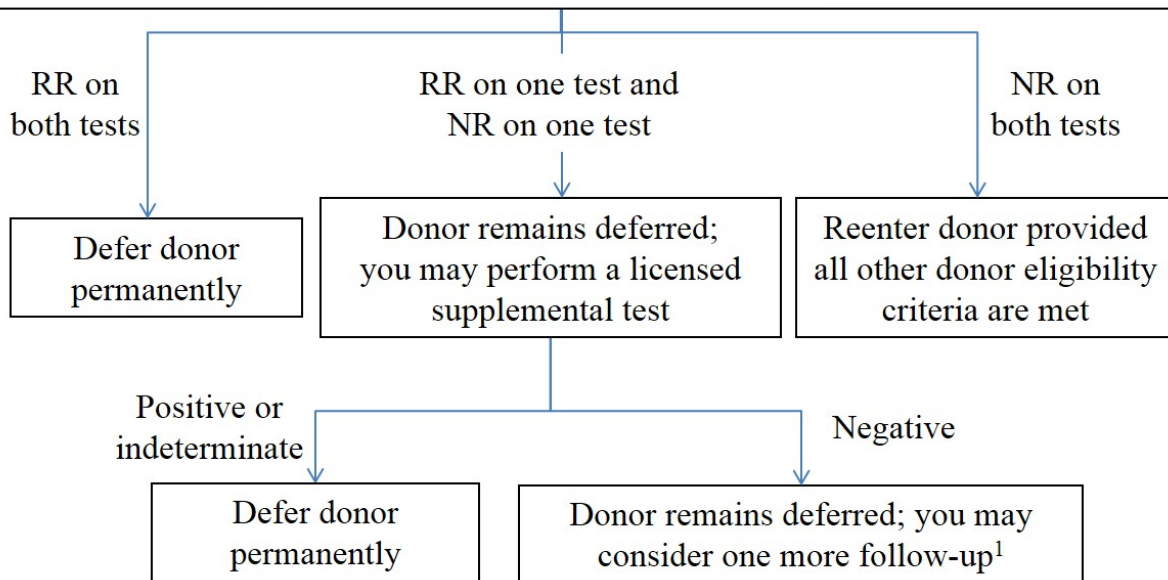 RR on
both tests
RR on one test and
NR on one test
NR on
both tests
Defer donor
permanently
Donor remains deferred;
you may perform a licensed
supplemental test
Reenter donor provided
all other donor eligibility
criteria are met
Positive or
indeterminate
Negative
Defer donor
permanently
Donor remains deferred; you may
consider one more follow-up¹